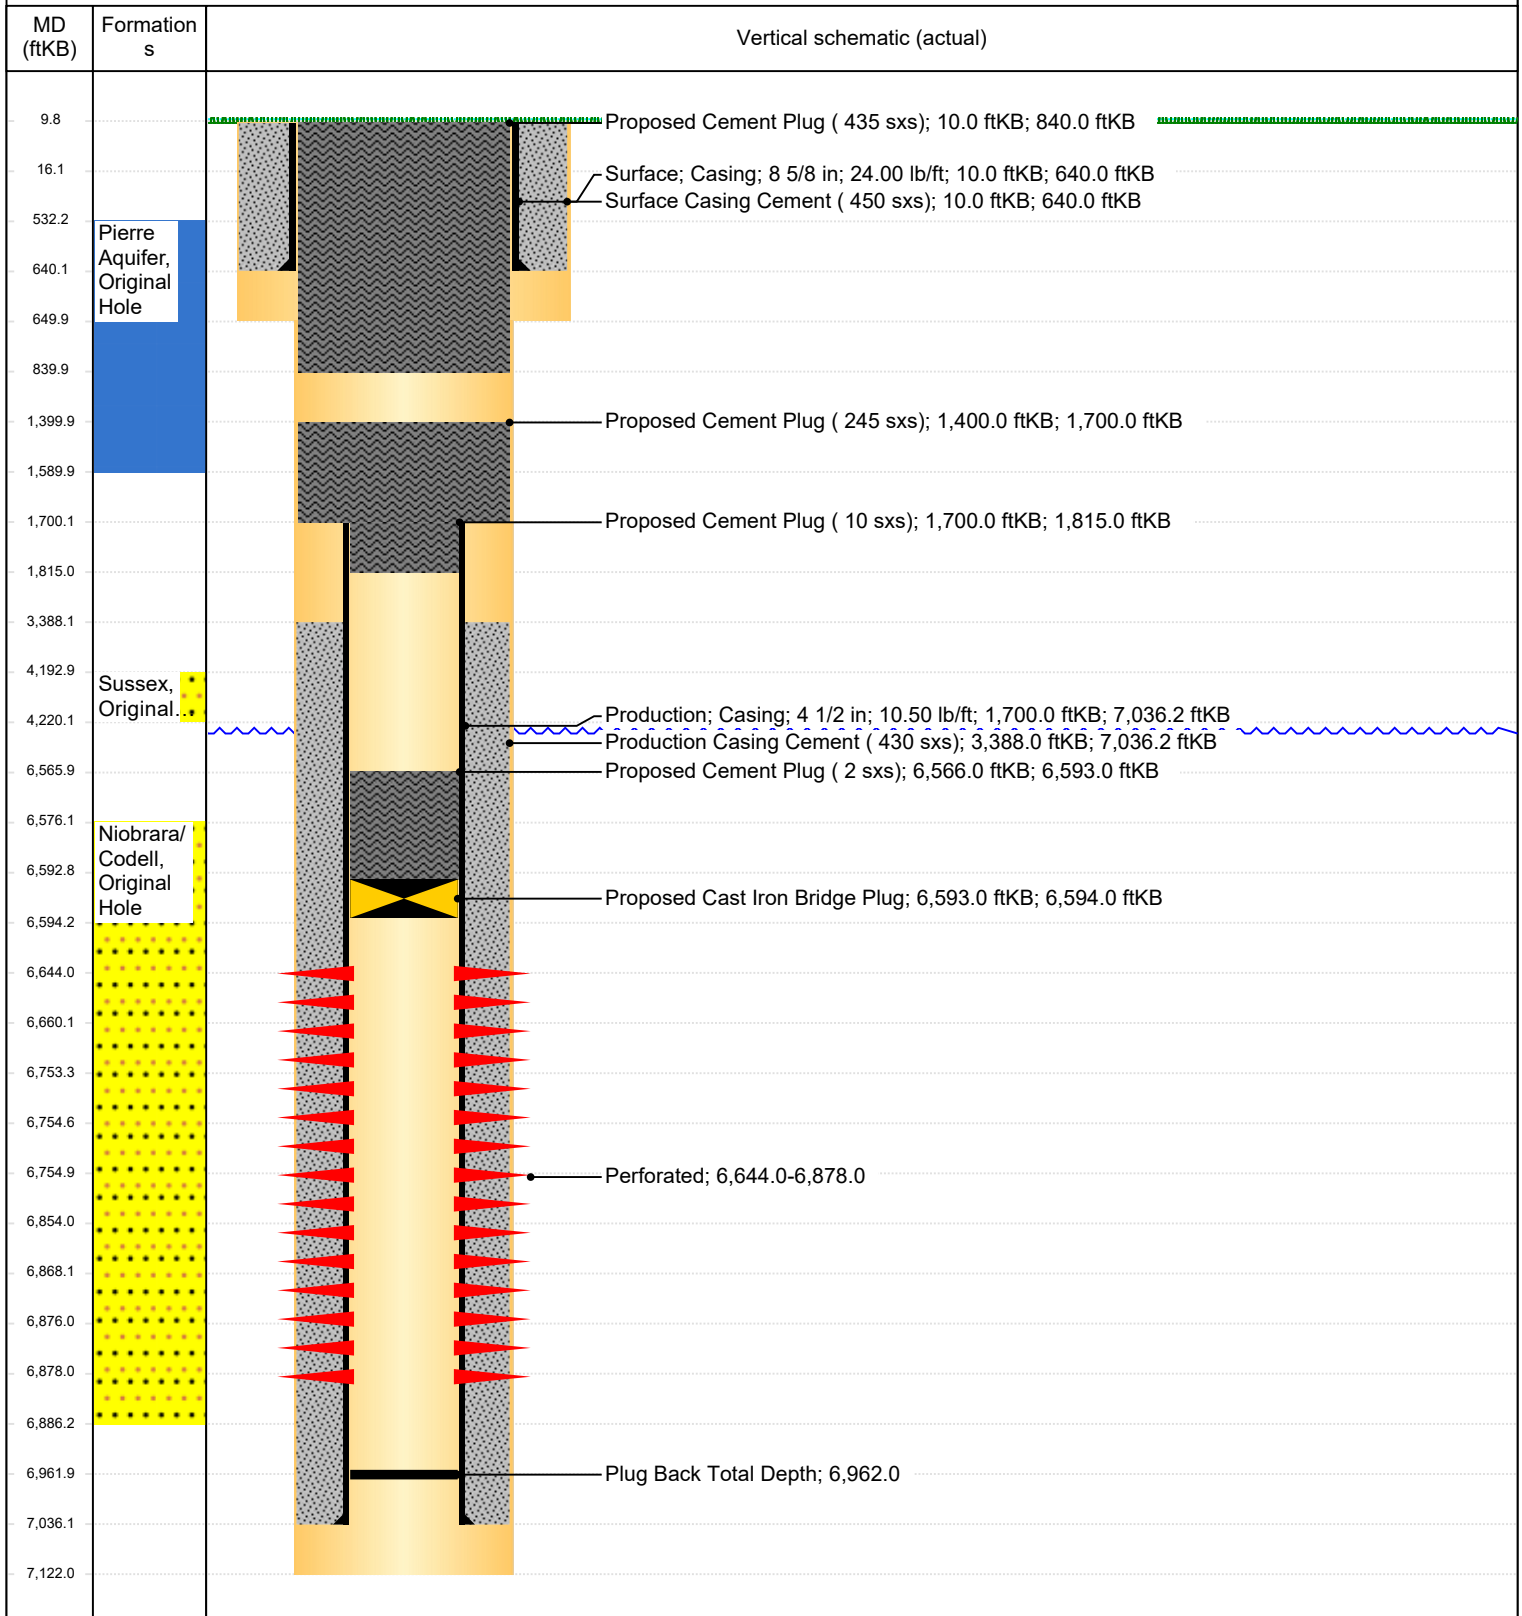 MD
(ftKB)
Formation
s
Vertical schematic (actual)
9.8
Proposed Cement Plug ( 435 sxs); 10.0 ftKB; 840.0 ftKB
16.1
Surface; Casing; 8 5/8 in; 24.00 lb/ft; 10.0 ftKB; 640.0 ftKB
Surface Casing Cement ( 450 sxs); 10.0 ftKB; 640.0 ftKB
532.2
Pierre
Aquifer,
Original
Hole
640.1
649.9
839.9
1,399.9
Proposed Cement Plug ( 245 sxs); 1,400.0 ftKB; 1,700.0 ftKB
1,589.9
1,700.1
Proposed Cement Plug ( 10 sxs); 1,700.0 ftKB; 1,815.0 ftKB
1,815.0
3,388.1
4,192.9
Sussex,
Original...
4,220.1
Production; Casing; 4 1/2 in; 10.50 lb/ft; 1,700.0 ftKB; 7,036.2 ftKB
Production Casing Cement ( 430 sxs); 3,388.0 ftKB; 7,036.2 ftKB
6,565.9
Proposed Cement Plug ( 2 sxs); 6,566.0 ftKB; 6,593.0 ftKB
6,576.1
Niobrara/
Codell,
Original
Hole
6,592.8
Proposed Cast Iron Bridge Plug; 6,593.0 ftKB; 6,594.0 ftKB
6,594.2
6,644.0
6,660.1
6,753.3
6,754.6
6,754.9
Perforated; 6,644.0-6,878.0
6,854.0
6,868.1
6,876.0
6,878.0
6,886.2
6,961.9
Plug Back Total Depth; 6,962.0
7,036.1
7,122.0